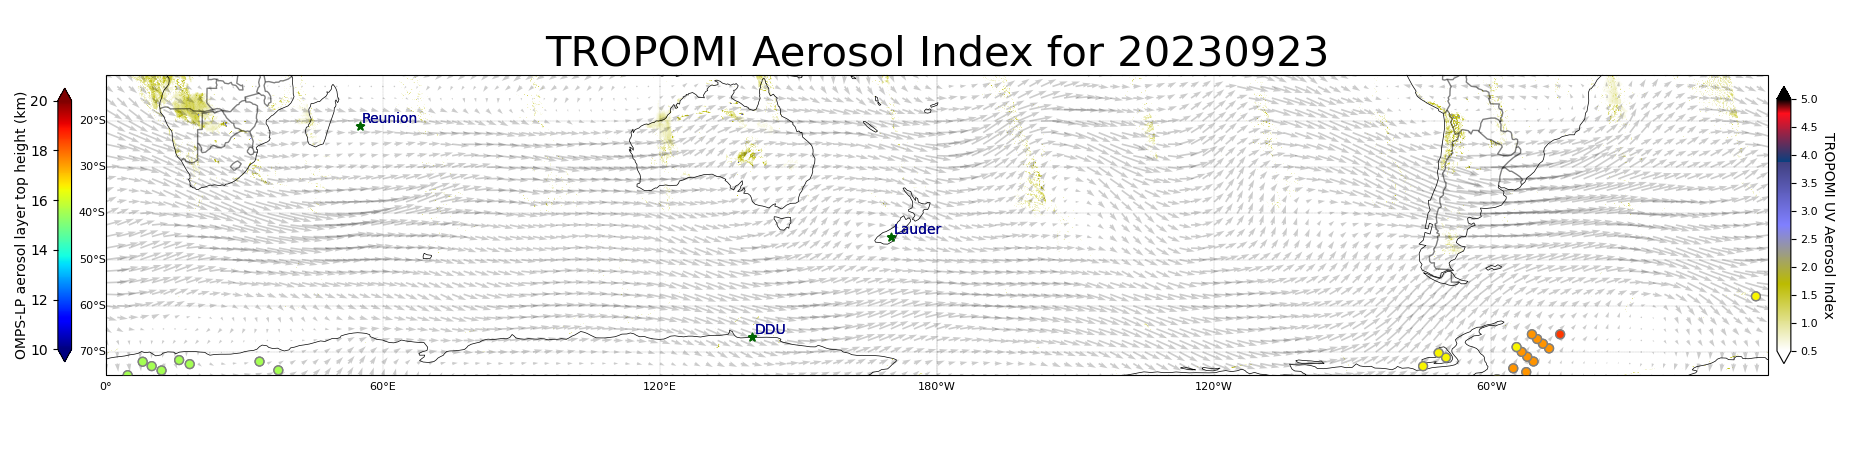 TROPOMI Aerosol Index for 20230923
OMPS-LP aerosol layer top height (km)
20
18
16
14
12
10
20°S
30°S
40°S
50°S
60°S
70°S
0°
60°E
120°E
180°W
120°W
60°W
Reunion
Lauder
DDU
5.0
4.5
4.0
3.5
3.0
2.5
2.0
1.5
1.0
0.5
TROPOMI UV Aerosol Index